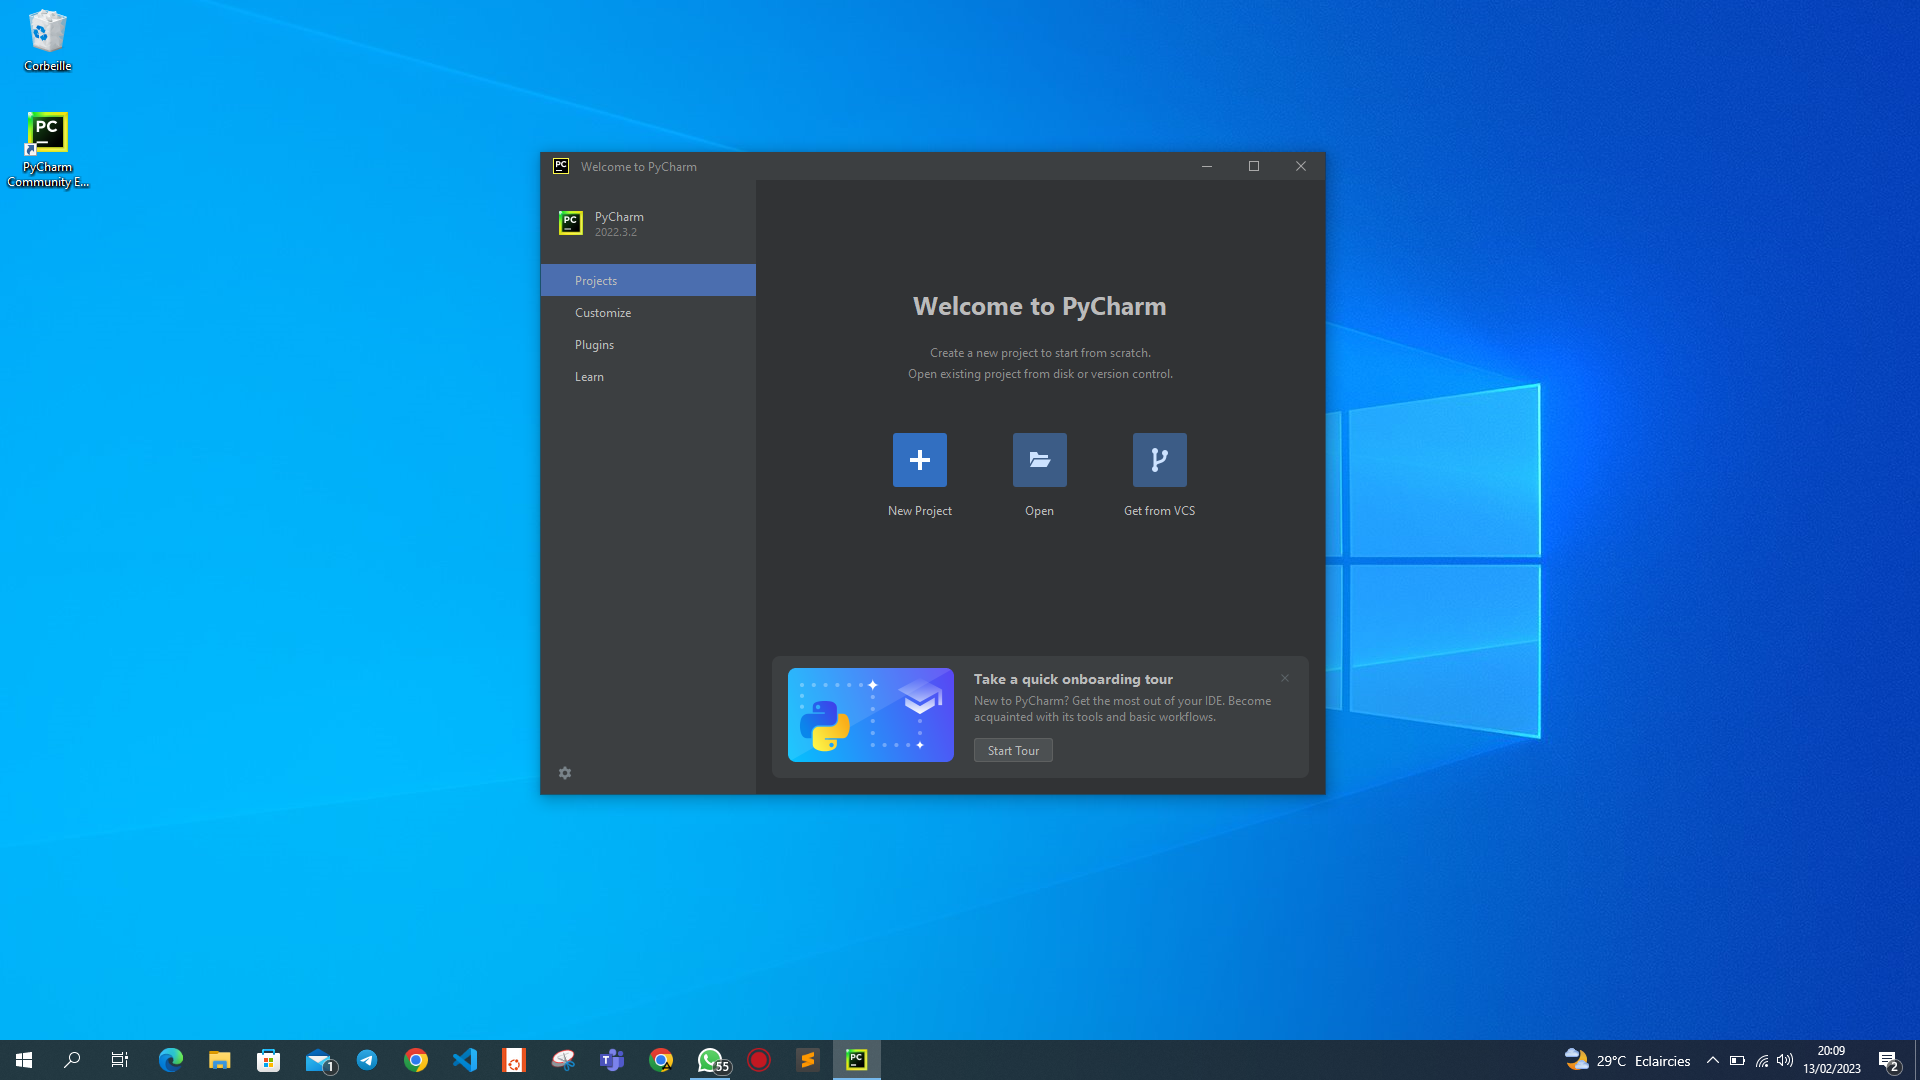 Corbeille
PC
PyCharm
Community E...
PC
Welcome to PyCharm
PC
PyCharm
2022.3.2
Projects
Customize
Plugins
Learn
Welcome to PyCharm
Create a new project to start from scratch.
Open existing project from disk or version control.
New Project
Open
Get from VCS
Take a quick onboarding tour
New to PyCharm? Get the most out of your IDE. Become
acquainted with its tools and basic workflows.
Start Tour
1
55
PC
29°C Eclaircies
20:09
13/02/2023
2